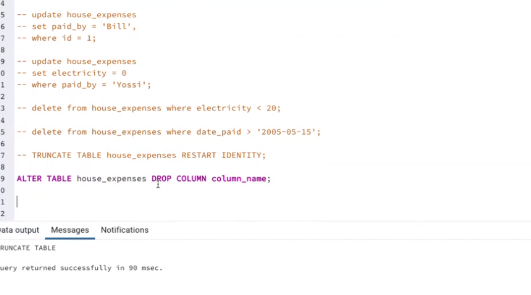 4
5 -- update house_expenses
6 -- set paid_by = 'Bill',
7 -- where id = 1;
8
9 -- update house_expenses
0 -- set electricity = 0
1 -- where paid_by = 'Yossi';
2
3 -- delete from house_expenses where electricity < 20;
4
5 -- delete from house_expenses where date_paid > '2005-05-15';
6
7 -- TRUNCATE TABLE house_expenses RESTART IDENTITY;
8
9 ALTER TABLE house_expenses DROP COLUMN column_name;
0
1
2
Data output Messages Notifications
RUNCATE TABLE
uery returned successfully in 90 msec.